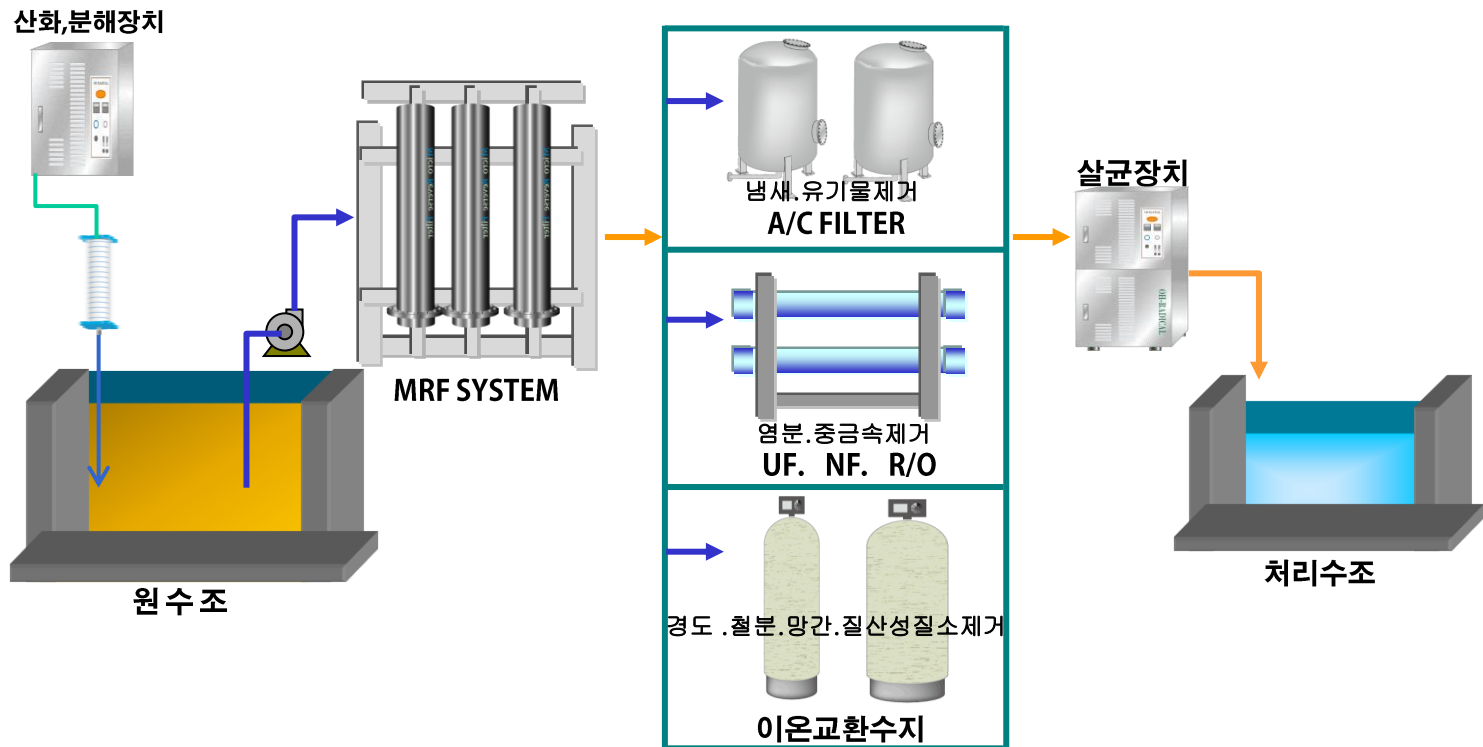 산화,분해장치
원 수 조
MRF SYSTEM
냄새.유기물제거
A/C FILTER
염분.중금속제거
UF. NF. R/O
경도 .철분.망간.질산성질소제거
이온교환수지
살균장치
OH-RADICAL
처리수조